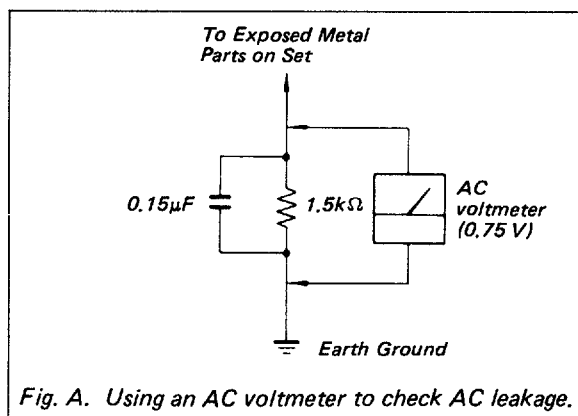 To Exposed Metal
Parts on Set
0.15µF
1.5kΩ
AC
voltmeter
(0.75 V)
Earth Ground
Fig. A. Using an AC voltmeter to check AC leakage.